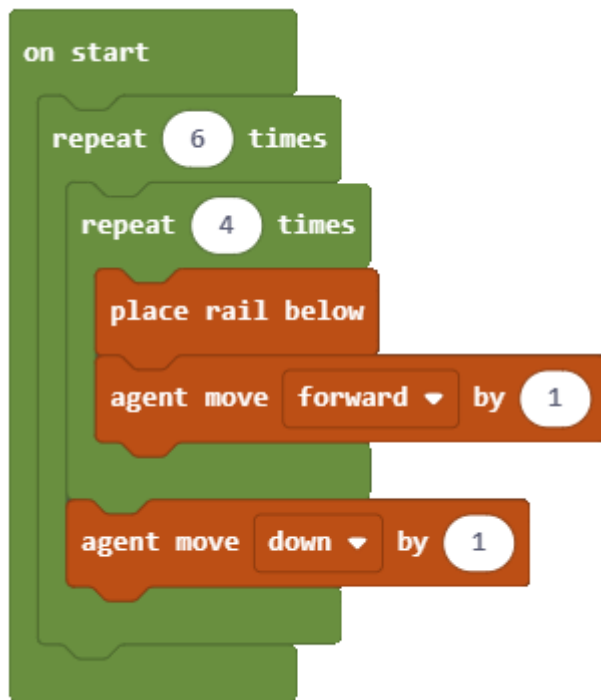 on start
repeat 6 times
repeat 4 times
place rail below
agent move forward by 1
agent move down by 1